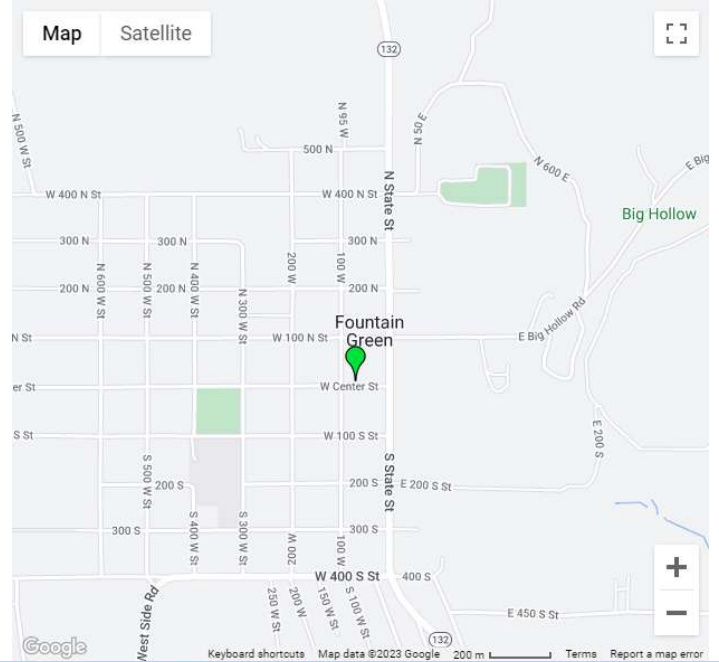 Map Satellite
132
N 500 W St
N 95 W
N 50 E
500 N
N 600 E
E Big
W 400 N St
W 400 N St
N State St
Big Hollow
300 N
300 N
300 N
200 W
100 W
N 600 W St
N 500 W St
N 400 W St
N 300 W St
200 N
200 N
200 N
Fountain
Green
N St
W 100 N St
E Big Hollow Rd
er St
W Center St
S St
W 100 S St
E 200 S
S 500 W St
200 S
200 S
E 200 S St
S State St
300 S
300 S
S 400 W St
S 300 W St
W 002
100 W
W 400 S St
400 S
West Side Rd
250 W St
200 W
150 W St
S 100 W St
E 450 S St
132
Google
Keyboard shortcuts Map data ©2023 Google 200 m Terms Report a map error